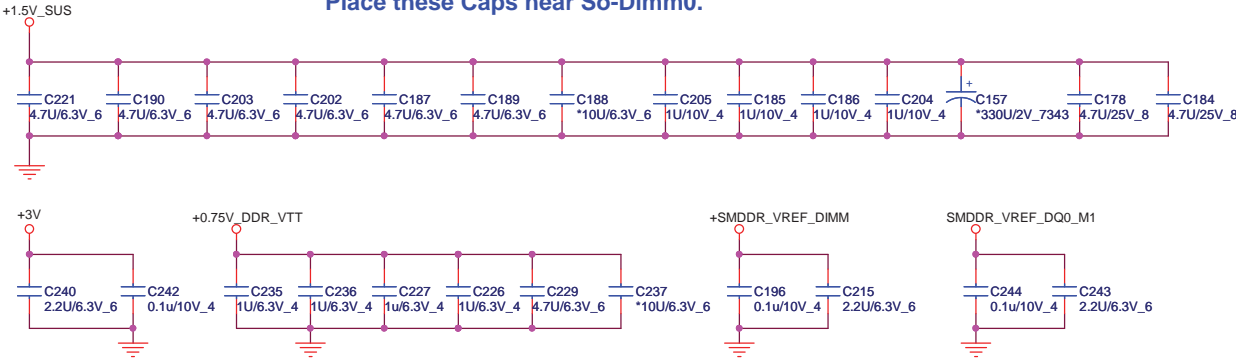 Place these Caps near So-Dimm0.
+1.5V_SUS
+
C221 C190 C203 C202 C187 C189 C188 C205 C185 C186 C204 C157 C178 C184
4.7U/6.3V_6 4.7U/6.3V_6 4.7U/6.3V_6 4.7U/6.3V_6 4.7U/6.3V_6 4.7U/6.3V_6 *10U/6.3V_6 1U/10V_4 1U/10V_4 1U/10V_4 1U/10V_4 *330U/2V_7343 4.7U/25V_8 4.7U/25V_8
+3V +0.75V_DDR_VTT +SMDDR_VREF_DIMM SMDDR_VREF_DQ0_M1
C240 C242 C235 C236 C227 C226 C229 C237 C196 C215 C244 C243
2.2U/6.3V_6 0.1u/10V_4 1U/6.3V_4 1U/6.3V_4 1u/6.3V_4 1U/6.3V_4 4.7U/6.3V_6 *10U/6.3V_6 0.1u/10V_4 2.2U/6.3V_6 0.1u/10V_4 2.2U/6.3V_6